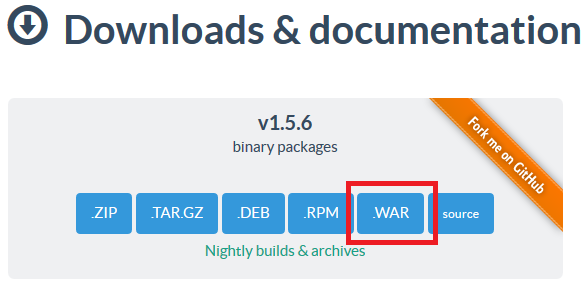 Downloads & documentation
v1.5.6
binary packages
Fork me on GitHub
.ZIP .TAR.GZ .DEB .RPM .WAR source
Nightly builds & archives